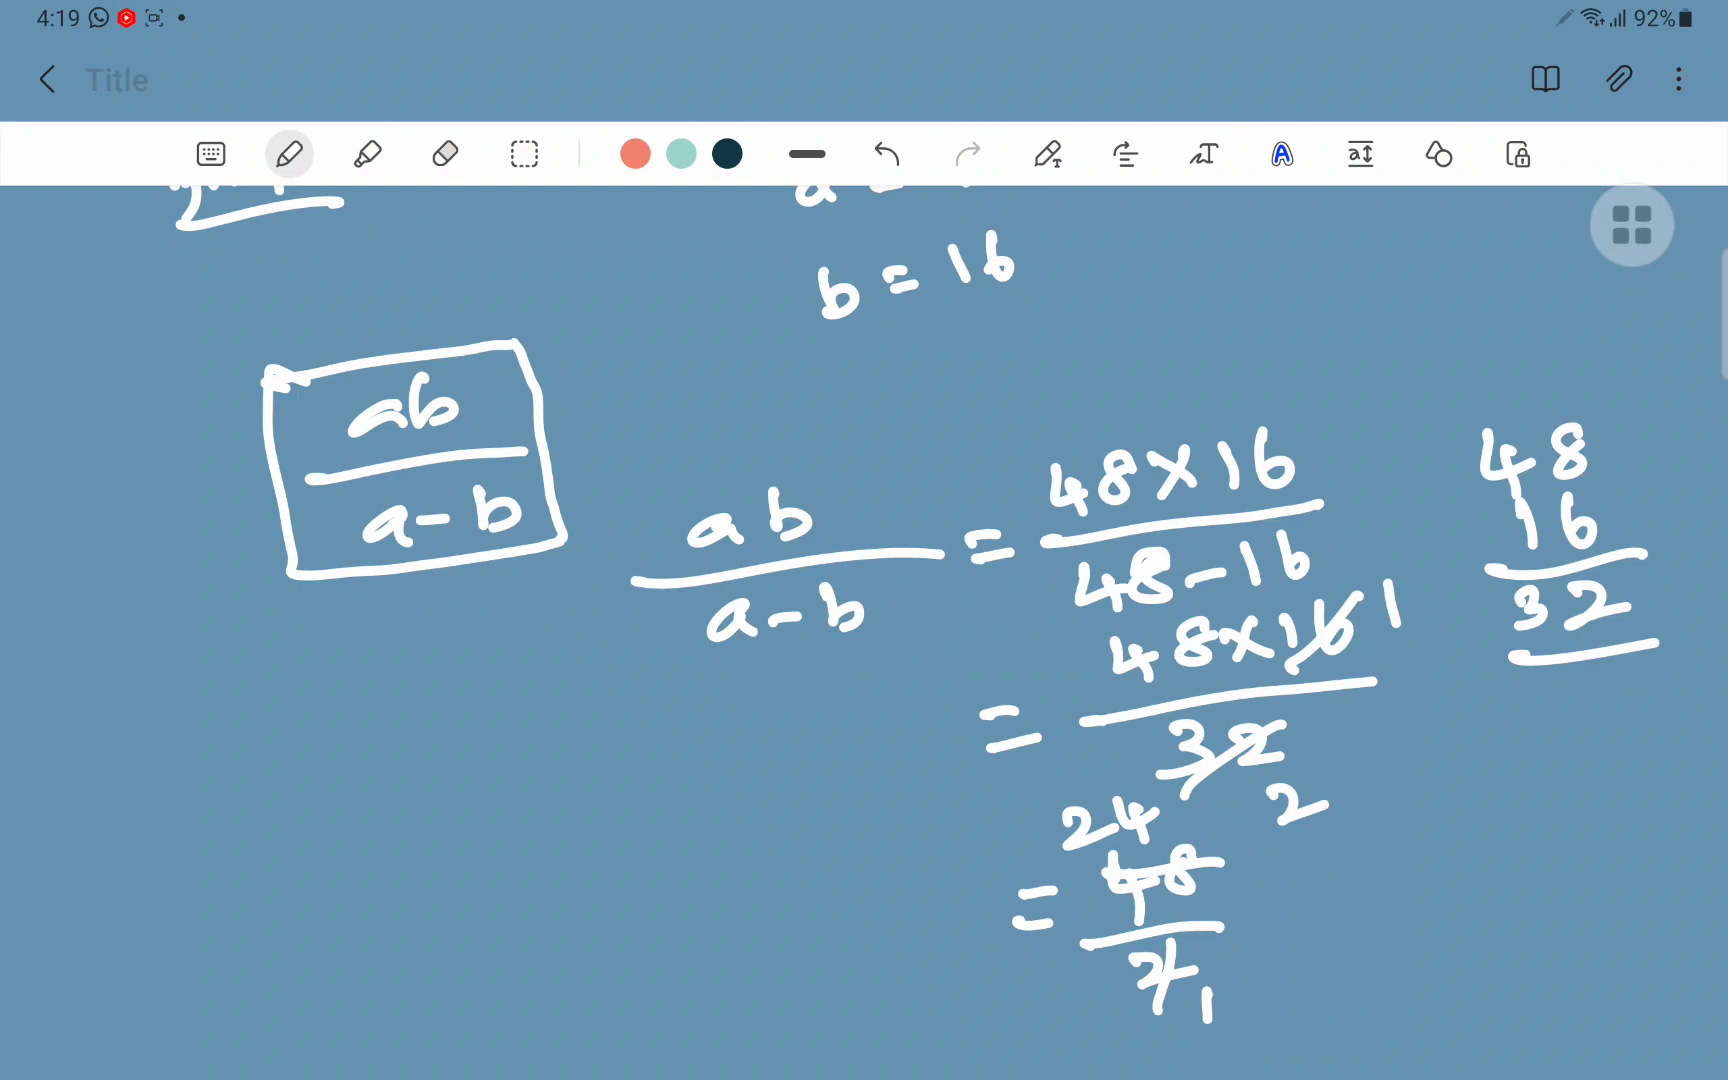 4:19 92%
Title
b = 16
ab
a - b
ab / a - b = 48 × 16 / 48 - 16
48
16
32
= 48 × 16 1 / 32 2
= 24 48 / 2 1